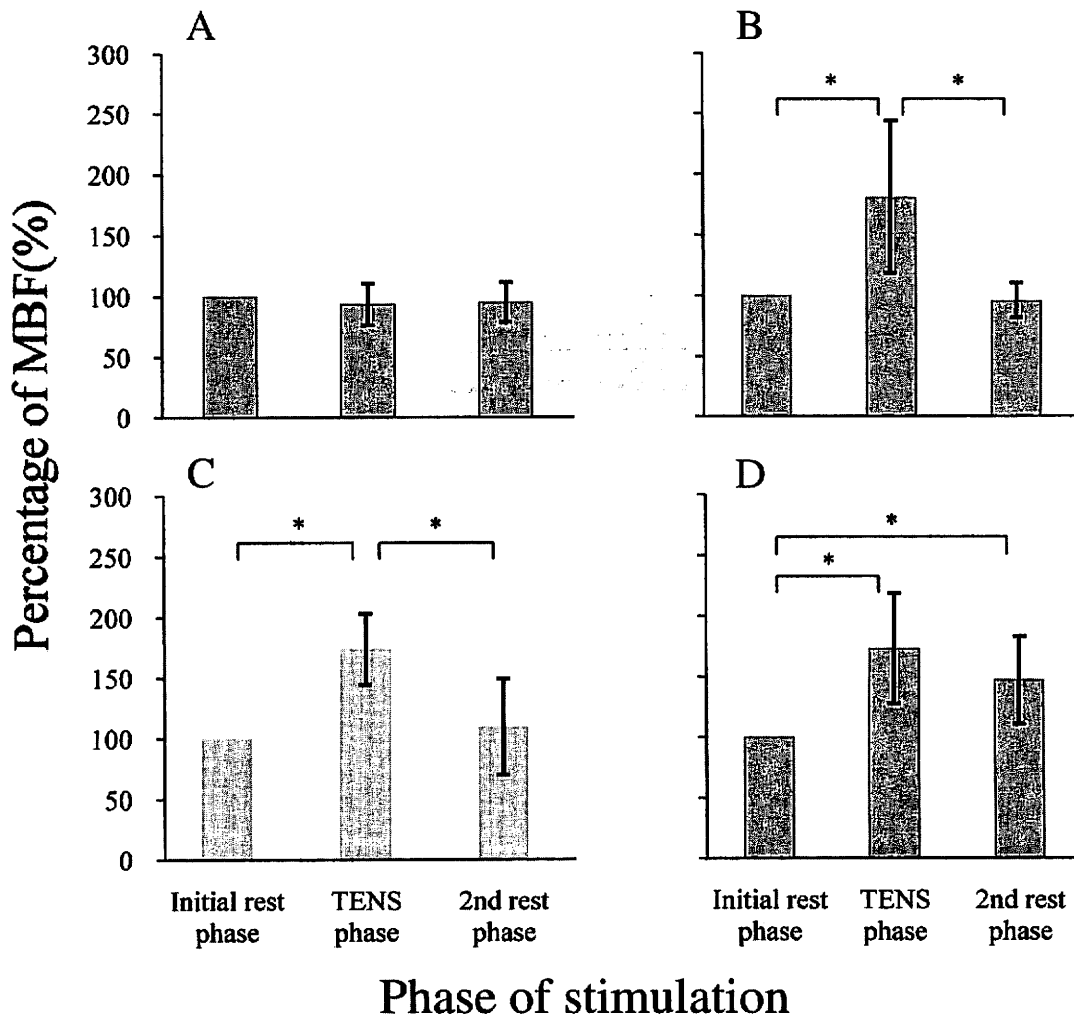 A
B
300
250
200
150
100
50
0
*
*
C
D
300
250
200
150
100
50
0
*
*
*
*
Initial rest
phase
TENS
phase
2nd rest
phase
Initial rest
phase
TENS
phase
2nd rest
phase
Percentage of MBF(%)
Phase of stimulation